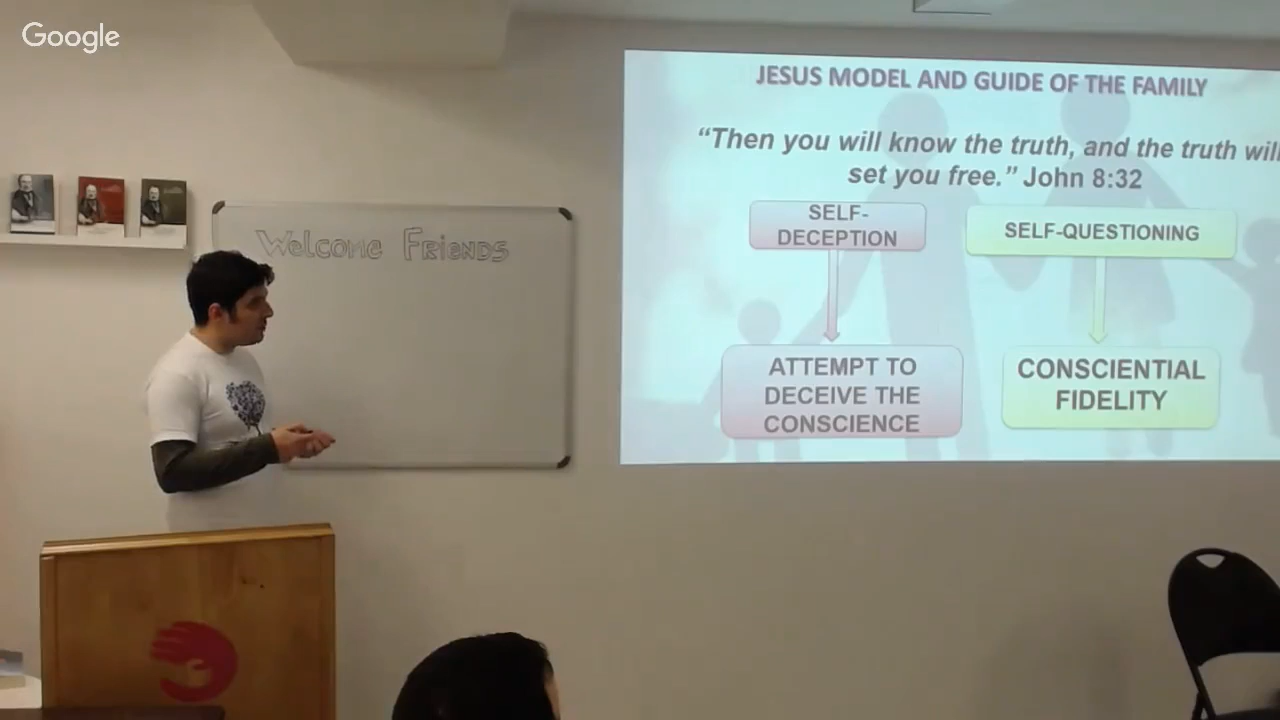 Google
Welcome Friends
JESUS MODEL AND GUIDE OF THE FAMILY
“Then you will know the truth, and the truth will
set you free.” John 8:32
SELF-
DECEPTION
SELF-QUESTIONING
ATTEMPT TO
DECEIVE THE
CONSCIENCE
CONSCIENTIAL
FIDELITY